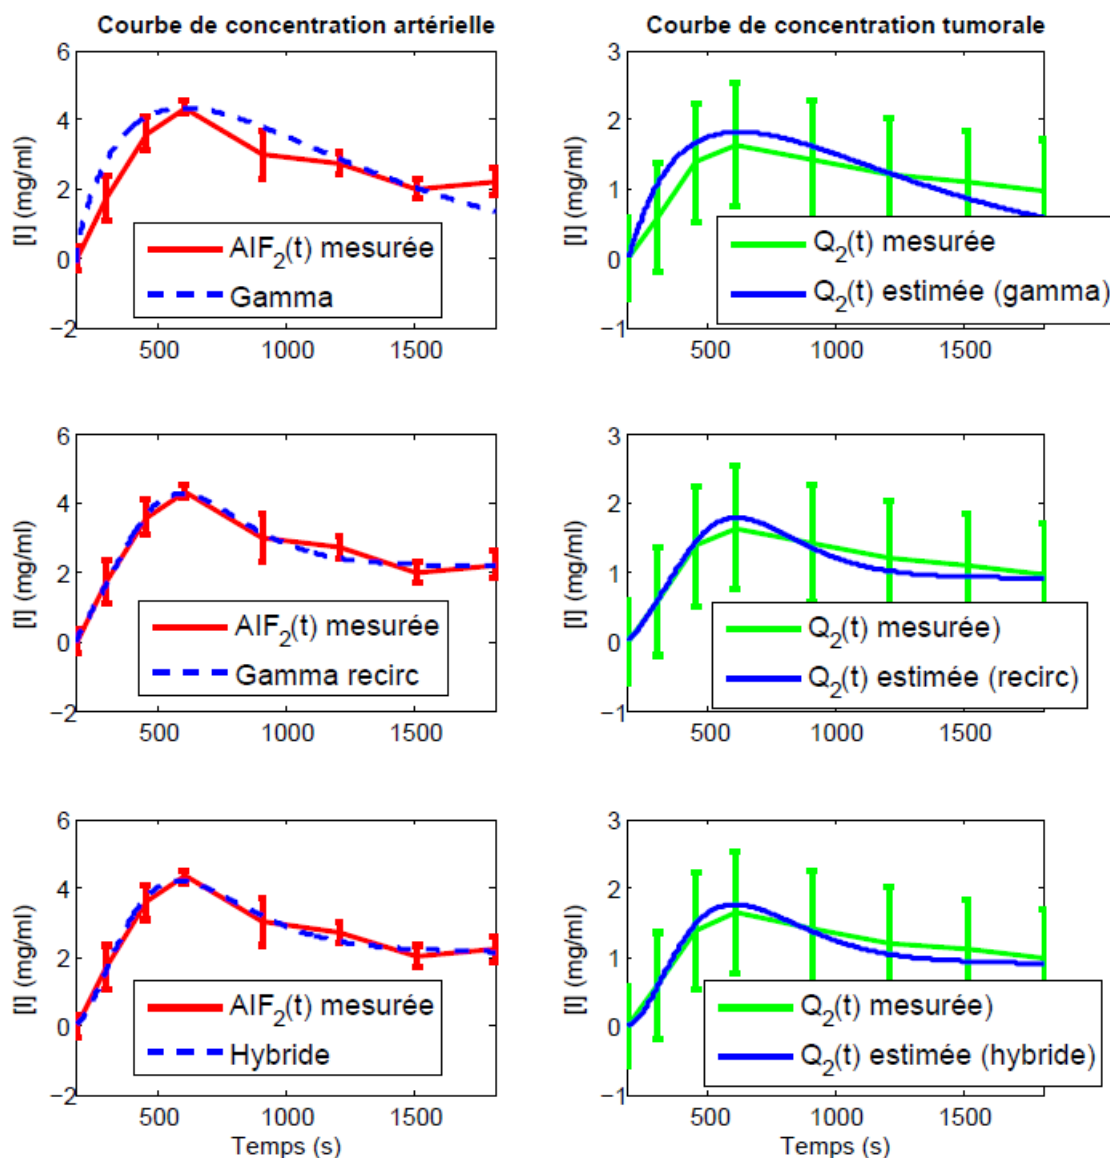 Courbe de concentration artérielle
6
4
2
0
−2
[I] (mg/ml)
AIF2(t) mesurée
Gamma
500
1000
1500
Courbe de concentration tumorale
3
2
1
0
−1
[I] (mg/ml)
Q2(t) mesurée
Q2(t) estimée (gamma)
500
1000
1500
6
4
2
0
−2
[I] (mg/ml)
AIF2(t) mesurée
Gamma recirc
500
1000
1500
3
2
1
0
−1
[I] (mg/ml)
Q2(t) mesurée)
Q2(t) estimée (recirc)
500
1000
1500
6
4
2
0
−2
[I] (mg/ml)
AIF2(t) mesurée
Hybride
500
1000
1500
Temps (s)
3
2
1
0
−1
[I] (mg/ml)
Q2(t) mesurée)
Q2(t) estimée (hybride)
500
1000
1500
Temps (s)